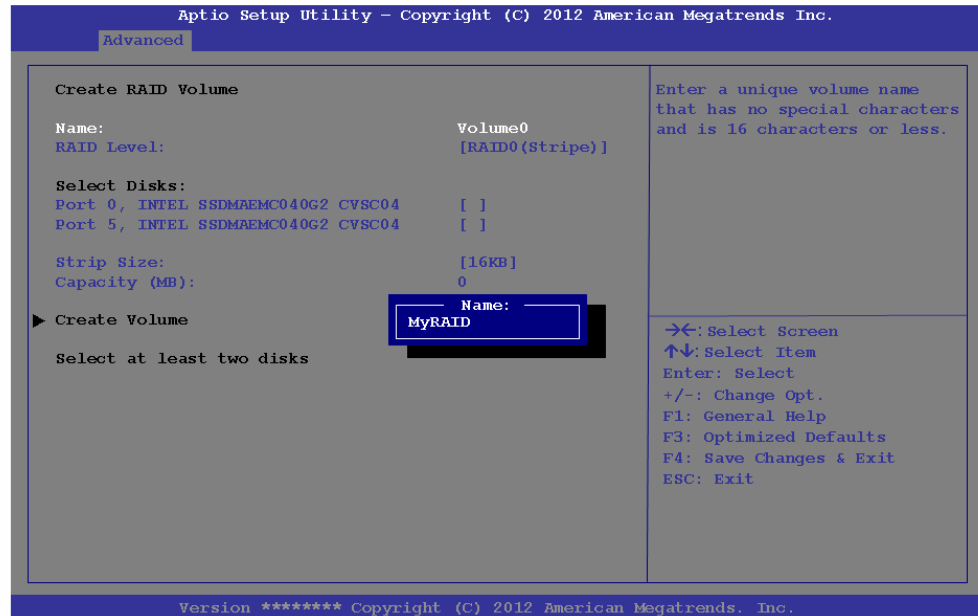 Aptio Setup Utility – Copyright (C) 2012 American Megatrends Inc.
Advanced
Create RAID Volume
Name: Volume0
RAID Level: [RAID0(Stripe)]
Select Disks:
Port 0, INTEL SSDMAEMC040G2 CVSC04 [ ]
Port 5, INTEL SSDMAEMC040G2 CVSC04 [ ]
Strip Size: [16KB]
Capacity (MB): 0
▶ Create Volume
Select at least two disks
Name:
MyRAID
Enter a unique volume name
that has no special characters
and is 16 characters or less.
→←: Select Screen
↑↓: Select Item
Enter: Select
+/-: Change Opt.
F1: General Help
F3: Optimized Defaults
F4: Save Changes & Exit
ESC: Exit
Version ******** Copyright (C) 2012 American Megatrends. Inc.